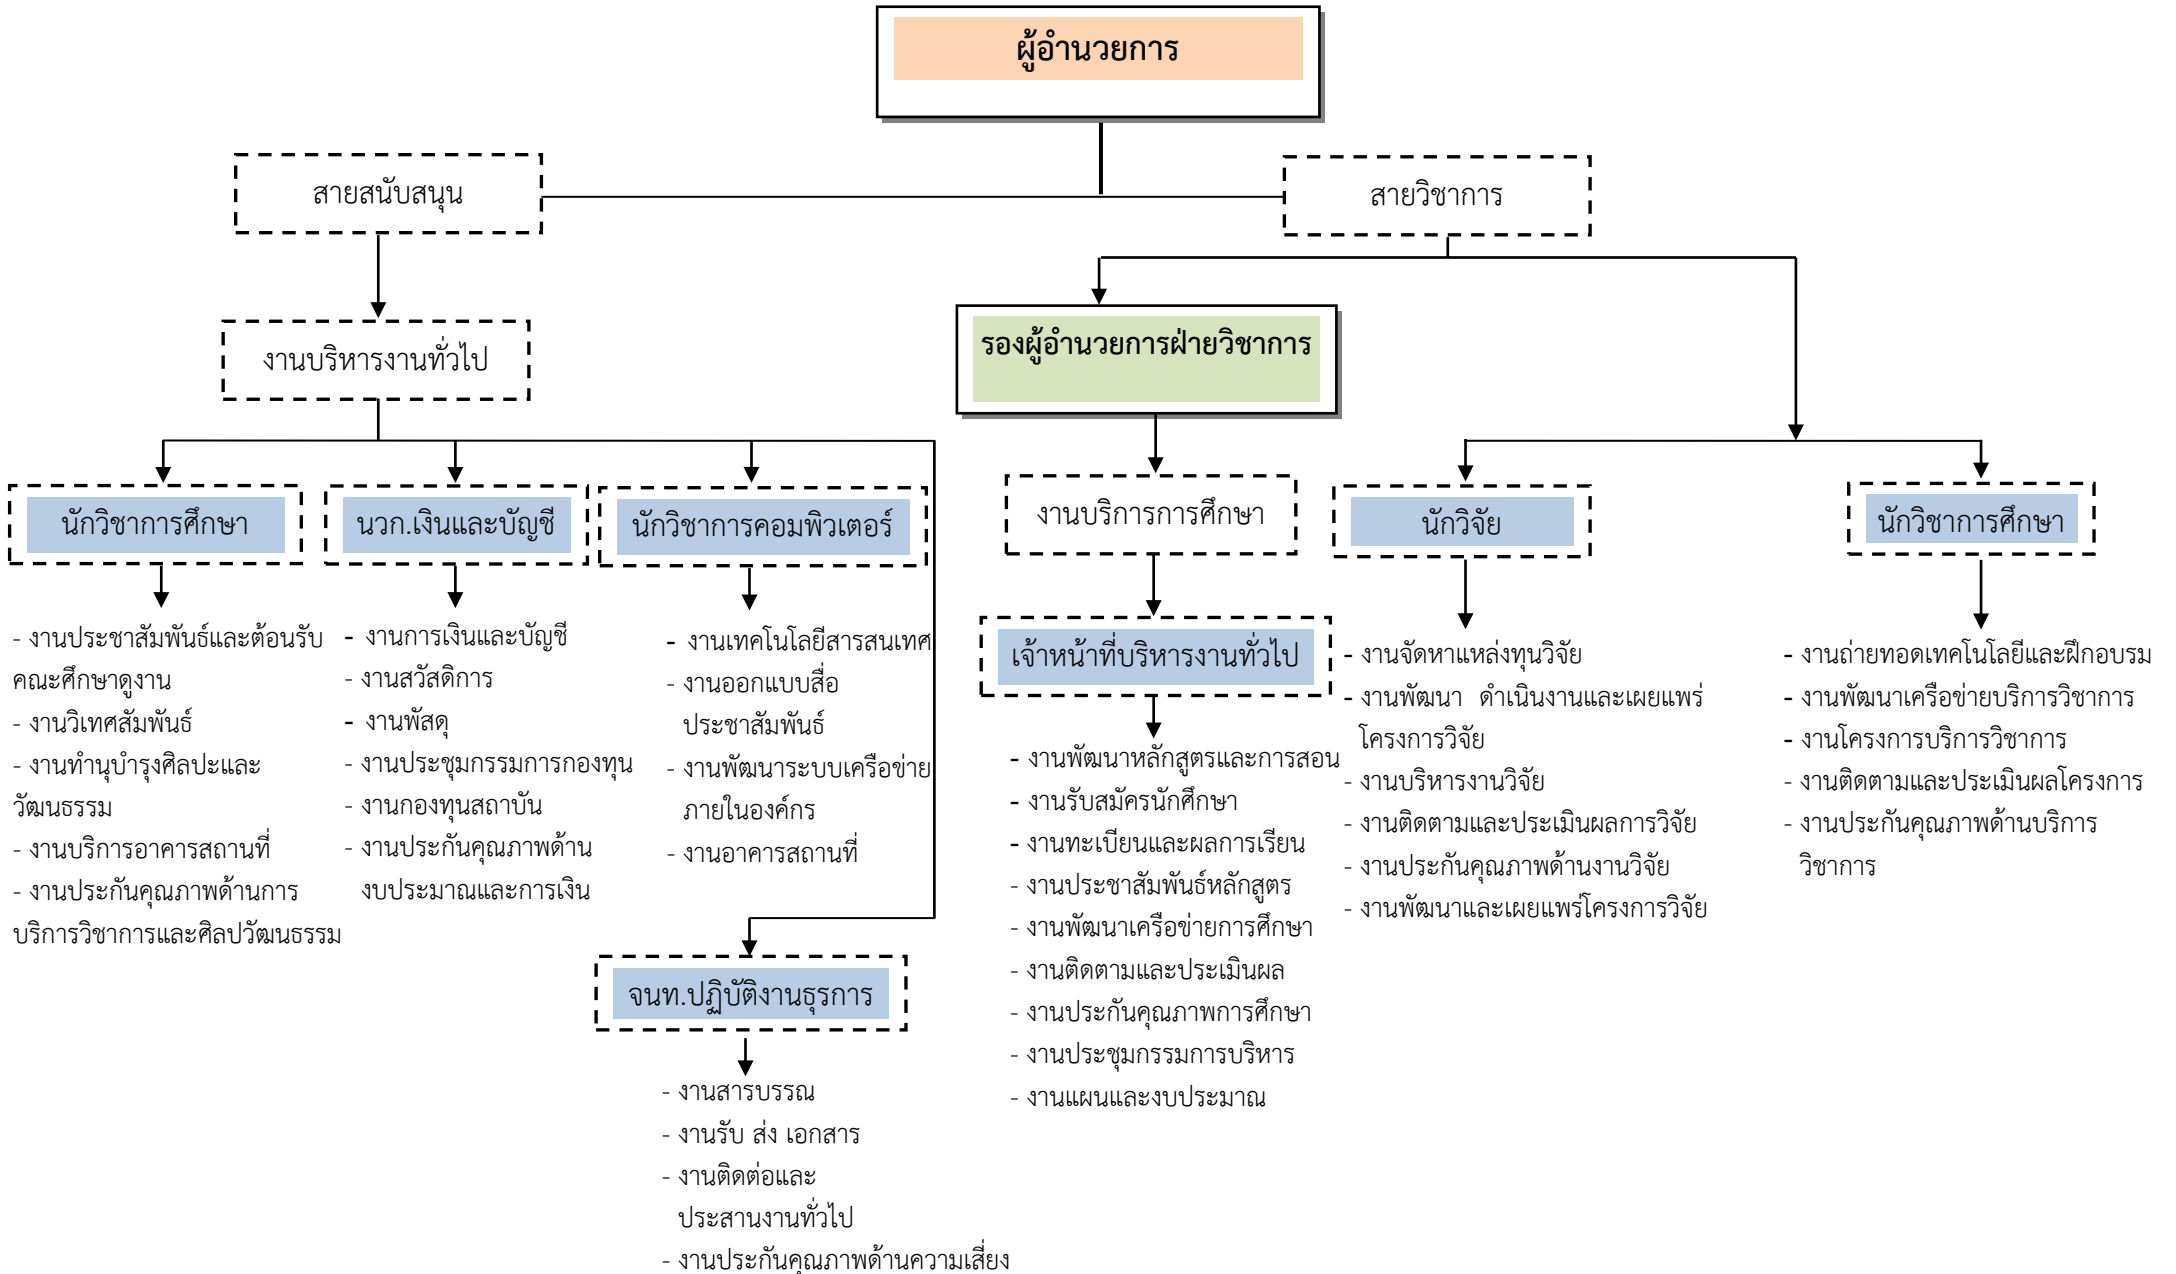 ผู้อำนวยการ
สายสนับสนุน
สายวิชาการ
งานบริหารงานทั่วไป
รองผู้อำนวยการฝ่ายวิชาการ
นักวิชาการศึกษา
นวก.เงินและบัญชี
นักวิชาการคอมพิวเตอร์
งานบริการการศึกษา
นักวิจัย
นักวิชาการศึกษา
- งานประชาสัมพันธ์และต้อนรับ
คณะศึกษาดูงาน
- งานวิเทศสัมพันธ์
- งานทำนุบำรุงศิลปะและ
วัฒนธรรม
- งานบริการอาคารสถานที่
- งานประกันคุณภาพด้านการ
บริการวิชาการและศิลปวัฒนธรรม
- งานการเงินและบัญชี
- งานสวัสดิการ
- งานพัสดุ
- งานประชุมกรรมการกองทุน
- งานกองทุนสถาบัน
- งานประกันคุณภาพด้าน
งบประมาณและการเงิน
- งานเทคโนโลยีสารสนเทศ
- งานออกแบบสื่อ
ประชาสัมพันธ์
- งานพัฒนาระบบเครือข่าย
ภายในองค์กร
- งานอาคารสถานที่
จนท.ปฏิบัติงานธุรการ
- งานสารบรรณ
- งานรับ ส่ง เอกสาร
- งานติดต่อและ
ประสานงานทั่วไป
- งานประกันคุณภาพด้านความเสี่ยง
เจ้าหน้าที่บริหารงานทั่วไป
- งานพัฒนาหลักสูตรและการสอน
- งานรับสมัครนักศึกษา
- งานทะเบียนและผลการเรียน
- งานประชาสัมพันธ์หลักสูตร
- งานพัฒนาเครือข่ายการศึกษา
- งานติดตามและประเมินผล
- งานประกันคุณภาพการศึกษา
- งานประชุมกรรมการบริหาร
- งานแผนและงบประมาณ
- งานจัดหาแหล่งทุนวิจัย
- งานพัฒนา ดำเนินงานและเผยแพร่
โครงการวิจัย
- งานบริหารงานวิจัย
- งานติดตามและประเมินผลการวิจัย
- งานประกันคุณภาพด้านงานวิจัย
- งานพัฒนาและเผยแพร่โครงการวิจัย
- งานถ่ายทอดเทคโนโลยีและฝึกอบรม
- งานพัฒนาเครือข่ายบริการวิชาการ
- งานโครงการบริการวิชาการ
- งานติดตามและประเมินผลโครงการ
- งานประกันคุณภาพด้านบริการ
วิชาการ